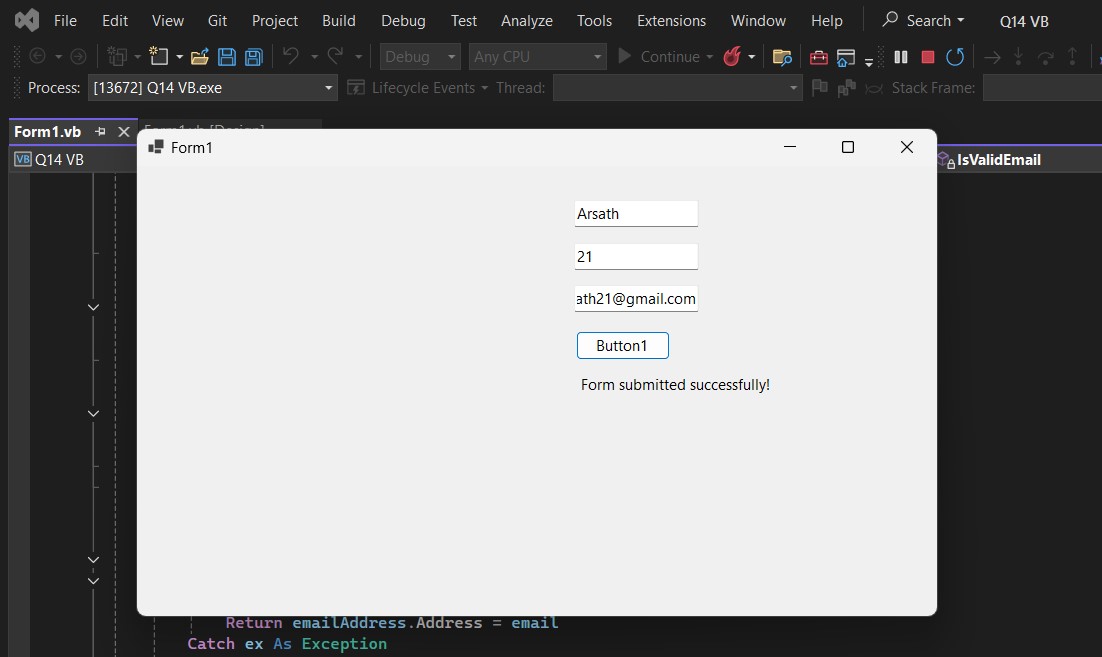 File Edit View Git Project Build Debug Test Analyze Tools Extensions Window Help Search Q14 VB
Debug Any CPU Continue
Process: [13672] Q14 VB.exe Lifecycle Events Thread: Stack Frame:
Form1.vb Form1.vb [Design]
VB Q14 VB IsValidEmail
Form1
Arsath
21
ath21@gmail.com
Button1
Form submitted successfully!
Return emailAddress.Address = email
Catch ex As Exception